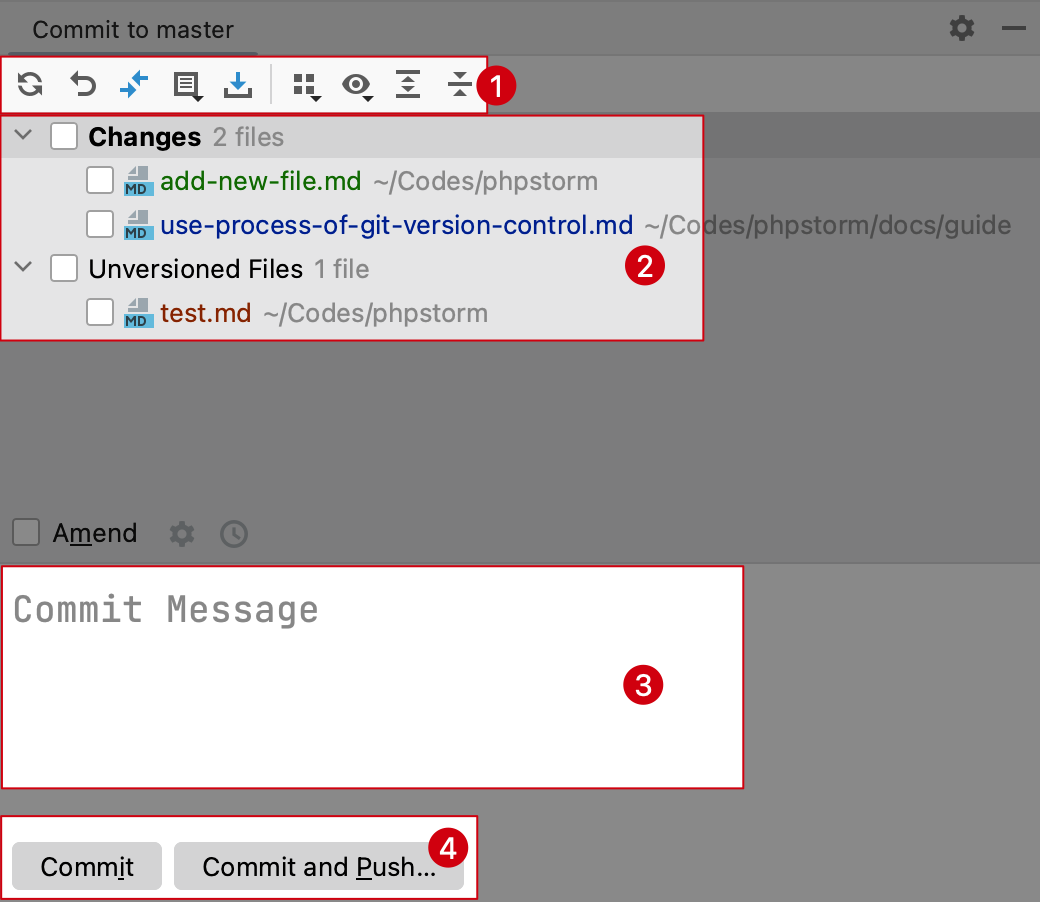 Commit to master
1
Changes 2 files
MD add-new-file.md ~/Codes/phpstorm
MD use-process-of-git-version-control.md ~/Codes/phpstorm/docs/guide
Unversioned Files 1 file
2
MD test.md ~/Codes/phpstorm
Amend
Commit Message
3
4
Commit Commit and Push...